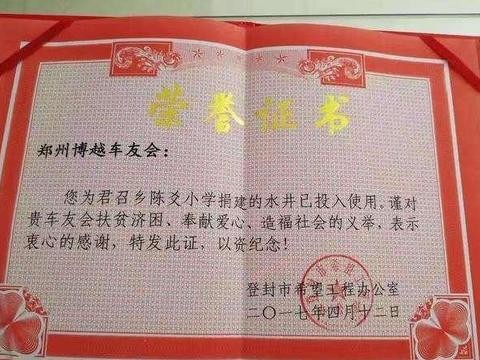 荣誉证书
郑州博越车友会：
您为君召乡陈爻小学捐建的水井已投入使用，谨对
贵车友会扶贫济困、奉献爱心、造福社会的义举，表示
衷心的感谢，特发此证，以资纪念！
登封市希望工程办公室
二〇一七年四月十二日